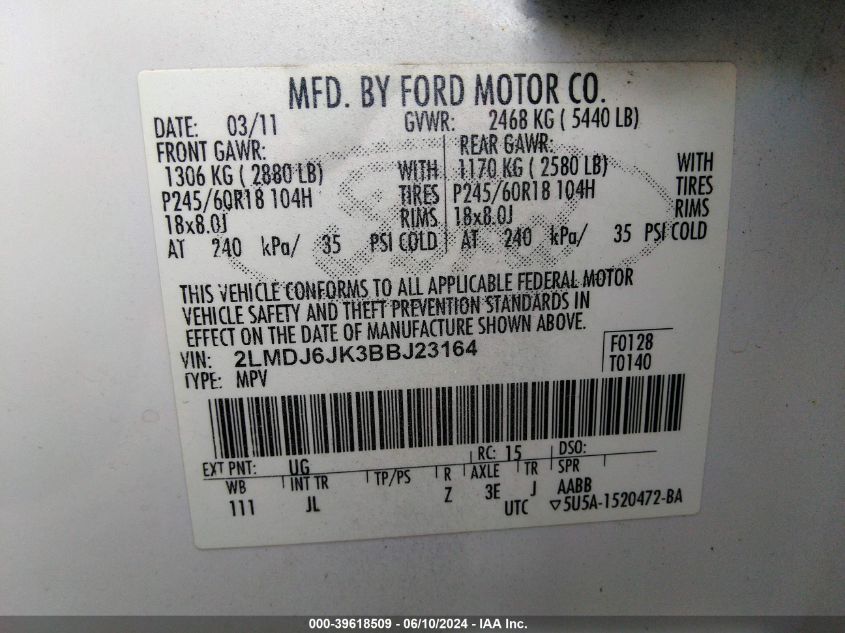 MFD. BY FORD MOTOR CO.
DATE: 03/11 GVWR: 2468 KG ( 5440 LB)
FRONT GAWR: REAR GAWR:
1306 KG ( 2880 LB) WITH 1170 KG ( 2580 LB) WITH
P245/60R18 104H TIRES P245/60R18 104H TIRES
18x8.0J RIMS 18x8.0J RIMS
AT 240 kPa/ 35 PSI COLD AT 240 kPa/ 35 PSI COLD
THIS VEHICLE CONFORMS TO ALL APPLICABLE FEDERAL MOTOR
VEHICLE SAFETY AND THEFT PREVENTION STANDARDS IN
EFFECT ON THE DATE OF MANUFACTURE SHOWN ABOVE.
VIN: 2LMDJ6JK3BBJ23164 F0128
TYPE: MPV T0140
EXT PNT: UG RC: 15 DSO:
WB INT TR TP/PS R AXLE TR SPR
111 JL Z 3E J AABB
UTC ▽5U5A-1520472-BA
000-39618509 - 06/10/2024 - IAA Inc.